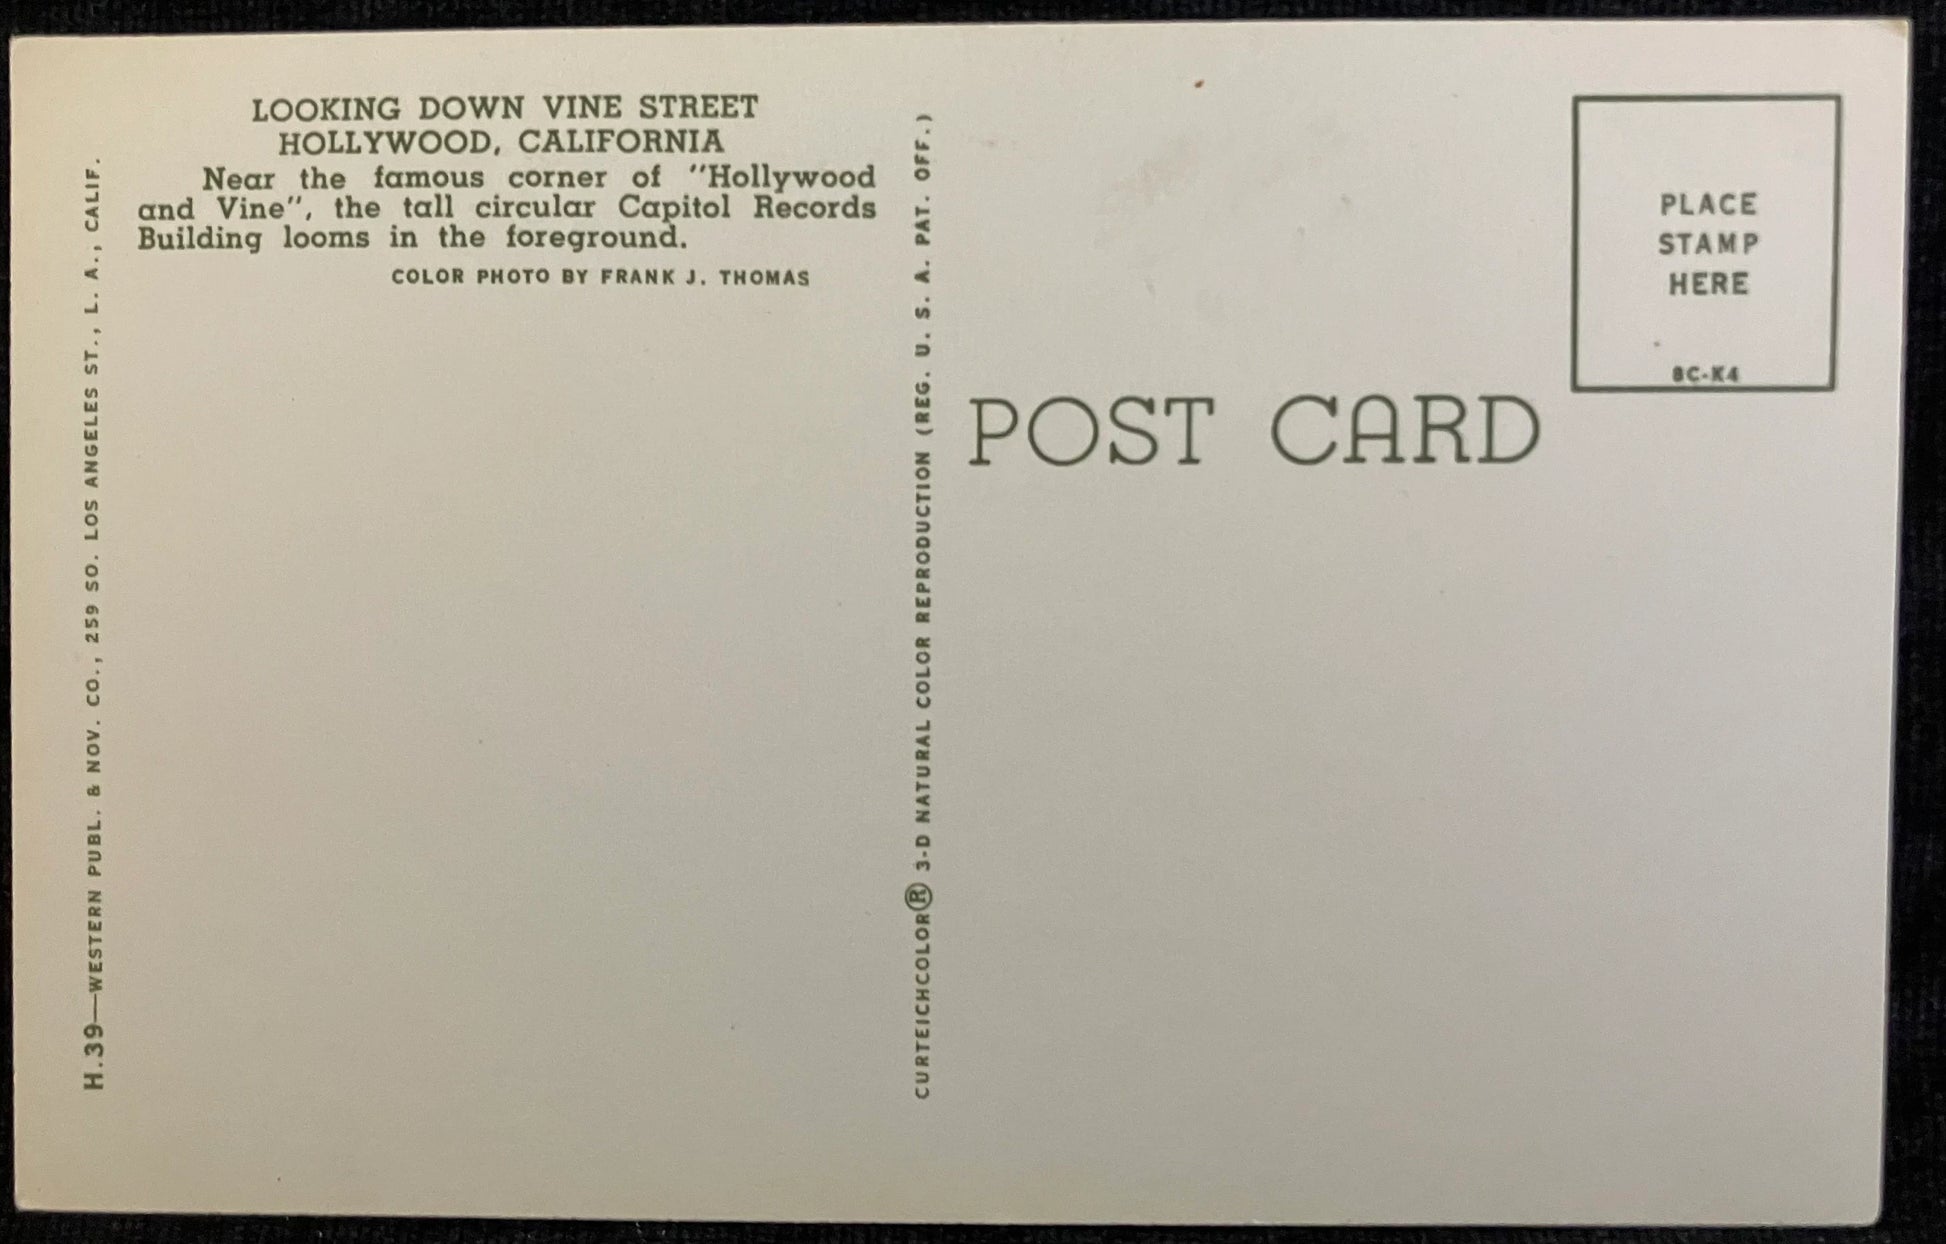 LOOKING DOWN VINE STREET
HOLLYWOOD, CALIFORNIA
Near the famous corner of "Hollywood
and Vine", the tall circular Capitol Records
Building looms in the foreground.
COLOR PHOTO BY FRANK J. THOMAS
H.39—WESTERN PUBL. & NOV. CO., 259 SO. LOS ANGELES ST., L. A., CALIF.
CURTEICHCOLOR® 3-D NATURAL COLOR REPRODUCTION (REG. U. S. A. PAT. OFF.)
POST CARD
PLACE
STAMP
HERE
8C-K4